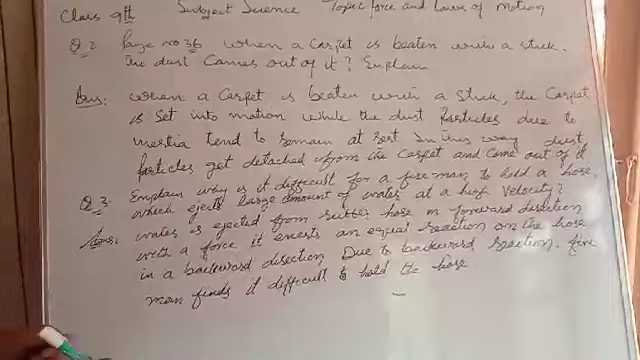 Class 9th Subject Science Topic force and Laws of Motion
Q.2 Page no 36 when a Carpet is beaten with a stick.
The dust Comes out of it? Explain
Ans: when a Carpet is beaten with a Stick, the Carpet
is Set into motion while the dust Particles due to
inertia tend to remain at rest In this way dust
Particles get detached from the Carpet and Come out of it
Q.3 Explain why is it difficult for a fire man to hold a hose,
which ejects large amount of water at a high velocity?
Ans: water is ejected from rubber hose in forward direction
with a force it exerts an equal reaction on the hose
in a backward direction Due to backward reaction. fire
man finds it difficult to hold the hose